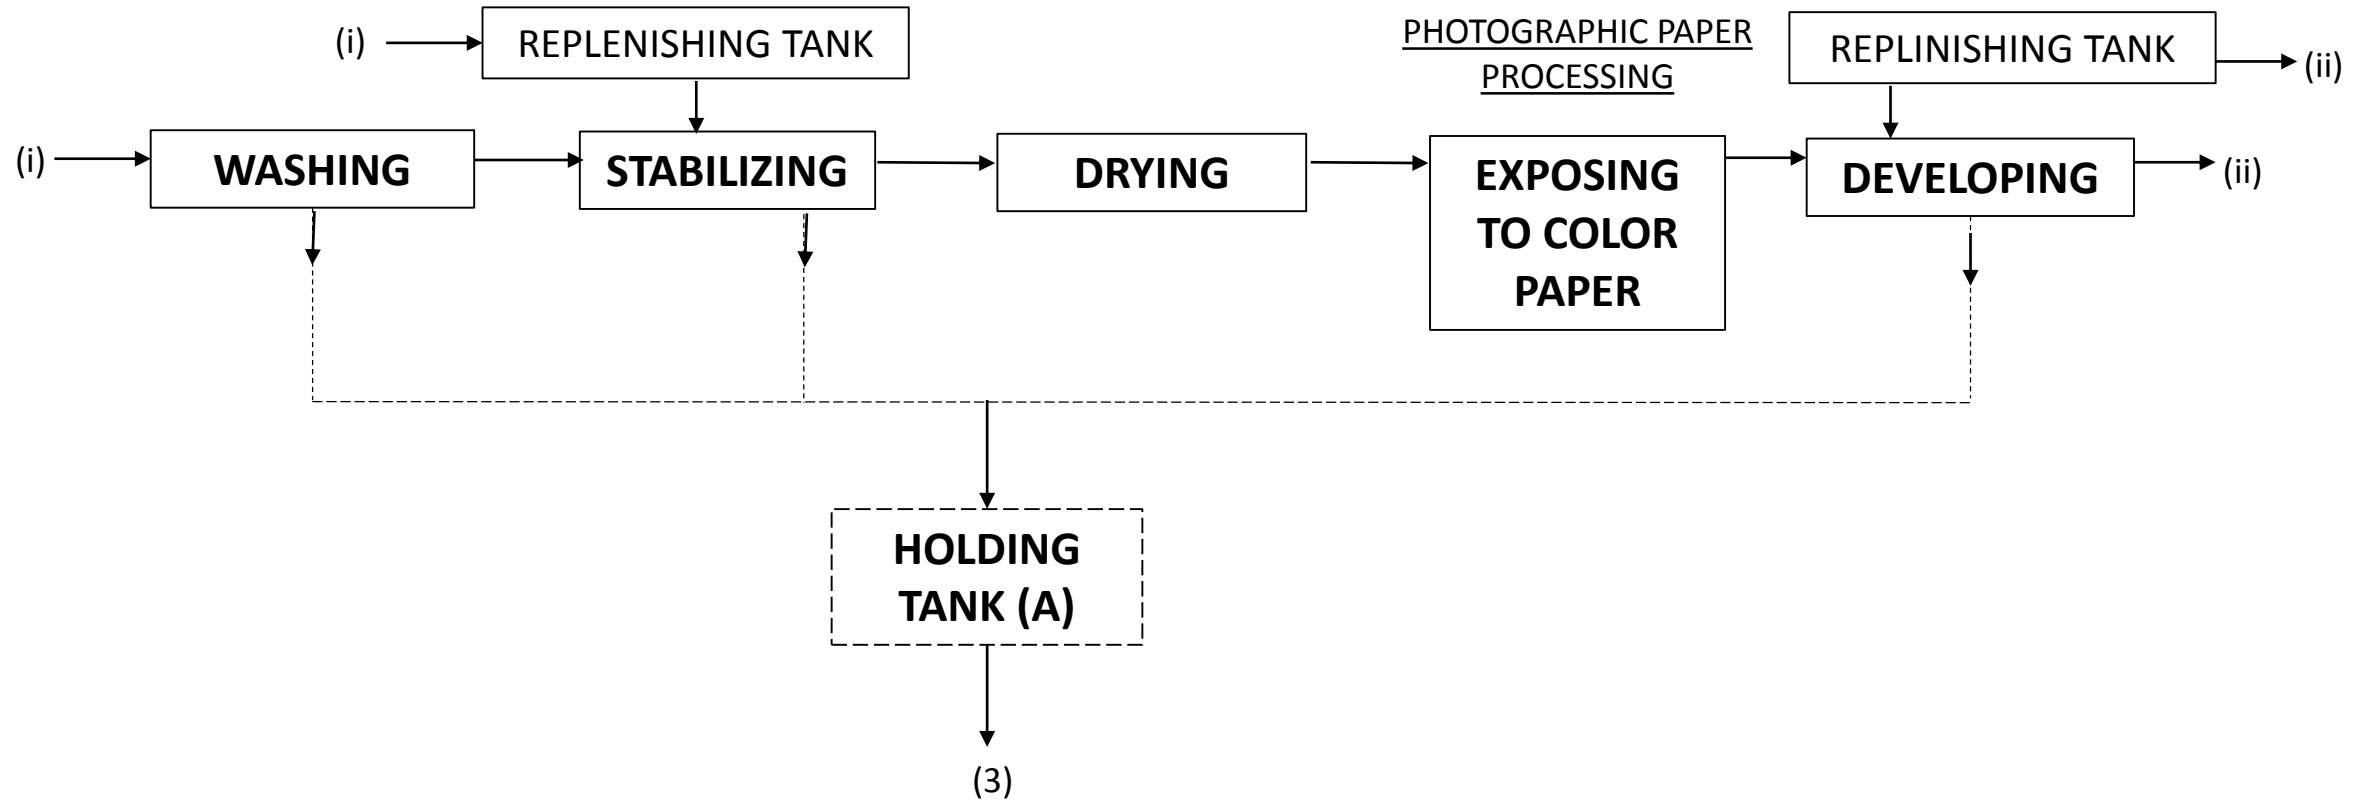 (i)
REPLENISHING TANK
PHOTOGRAPHIC PAPER
PROCESSING
REPLINISHING TANK
(ii)
(i)
WASHING
STABILIZING
DRYING
EXPOSING
TO COLOR
PAPER
DEVELOPING
(ii)
HOLDING
TANK (A)
(3)